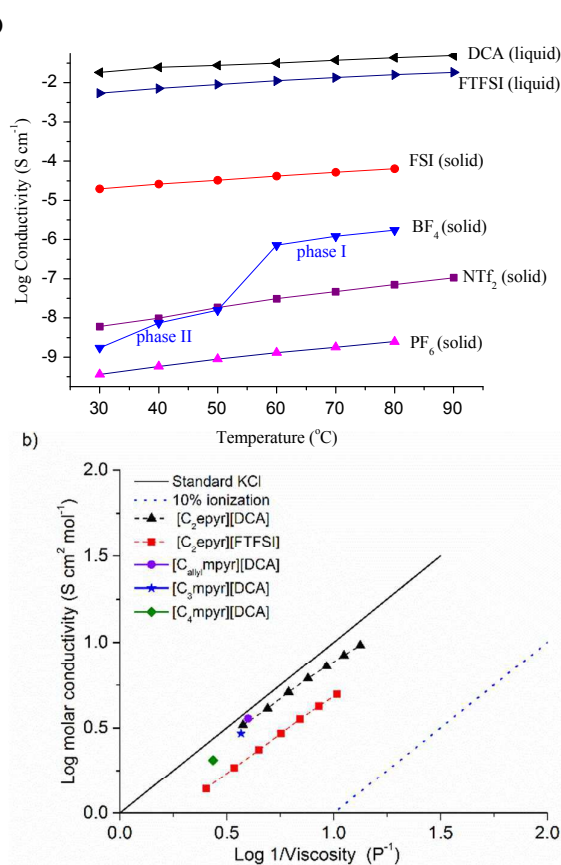 )
DCA (liquid)
FTFSI (liquid)
FSI (solid)
BF₄ (solid)
phase I
NTf₂ (solid)
phase II
PF₆ (solid)
Log Conductivity (S cm⁻¹)
-2
-3
-4
-5
-6
-7
-8
-9
30 40 50 60 70 80 90
Temperature (°C)
b)
Standard KCl
10% ionization
[C₂epyr][DCA]
[C₂epyr][FTFSI]
[Cₐₗₗyₗmpyr][DCA]
[C₃mpyr][DCA]
[C₄mpyr][DCA]
Log molar conductivity (S cm² mol⁻¹)
2.0
1.5
1.0
0.5
0.0
0.0 0.5 1.0 1.5 2.0
Log 1/Viscosity (P⁻¹)